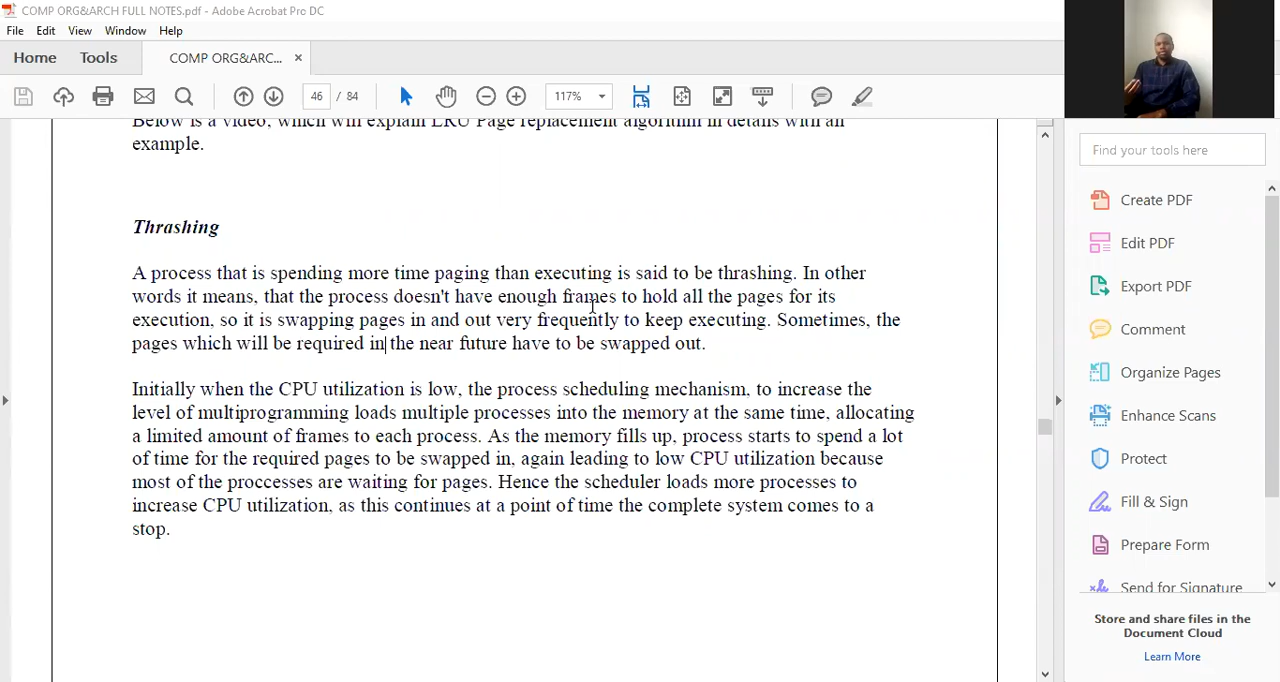 COMP ORG&ARCH FULL NOTES.pdf - Adobe Acrobat Pro DC
File Edit View Window Help
Home Tools COMP ORG&ARC... ×
46 / 84 117%
Below is a video, which will explain LRU Page replacement algorithm in details with an
example.
Thrashing
A process that is spending more time paging than executing is said to be thrashing. In other
words it means, that the process doesn't have enough frames to hold all the pages for its
execution, so it is swapping pages in and out very frequently to keep executing. Sometimes, the
pages which will be required in the near future have to be swapped out.
Initially when the CPU utilization is low, the process scheduling mechanism, to increase the
level of multiprogramming loads multiple processes into the memory at the same time, allocating
a limited amount of frames to each process. As the memory fills up, process starts to spend a lot
of time for the required pages to be swapped in, again leading to low CPU utilization because
most of the proccesses are waiting for pages. Hence the scheduler loads more processes to
increase CPU utilization, as this continues at a point of time the complete system comes to a
stop.
Find your tools here
Create PDF
Edit PDF
Export PDF
Comment
Organize Pages
Enhance Scans
Protect
Fill & Sign
Prepare Form
Send for Signature
Store and share files in the
Document Cloud
Learn More